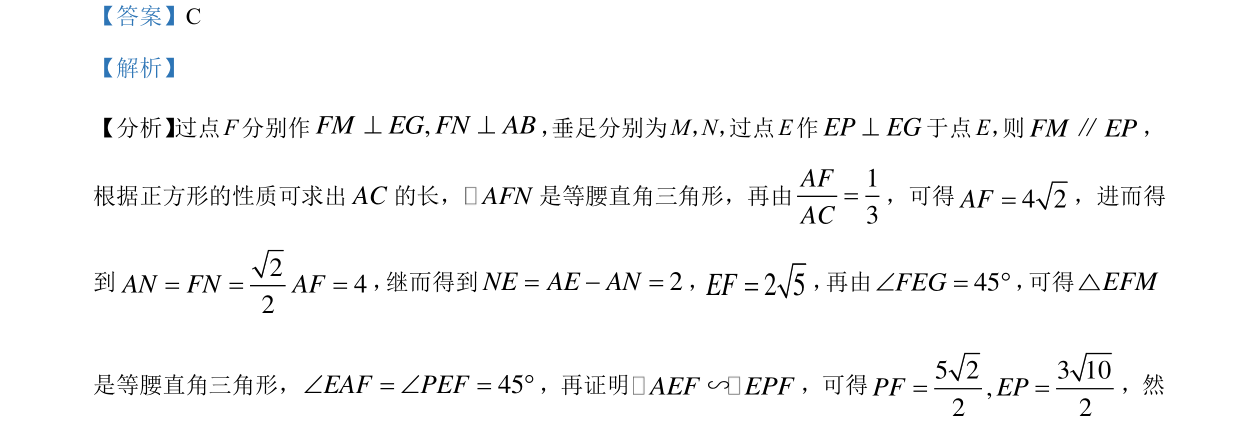 【答案】C
【解析】
【分析】过点F分别作FM⊥EG,FN⊥AB,垂足分别为M,N,过点E作EP⊥EG于点E,则FM∥EP，
根据正方形的性质可求出AC的长，□AFN是等腰直角三角形，再由AF/AC=1/3，可得AF=4√2，进而得
到AN=FN=√2/2AF=4,继而得到NE=AE−AN=2，EF=2√5,再由∠FEG=45°,可得△EFM
是等腰直角三角形，∠EAF=∠PEF=45°，再证明□AEF∽□EPF，可得PF=5√2/2,EP=3√10/2，然